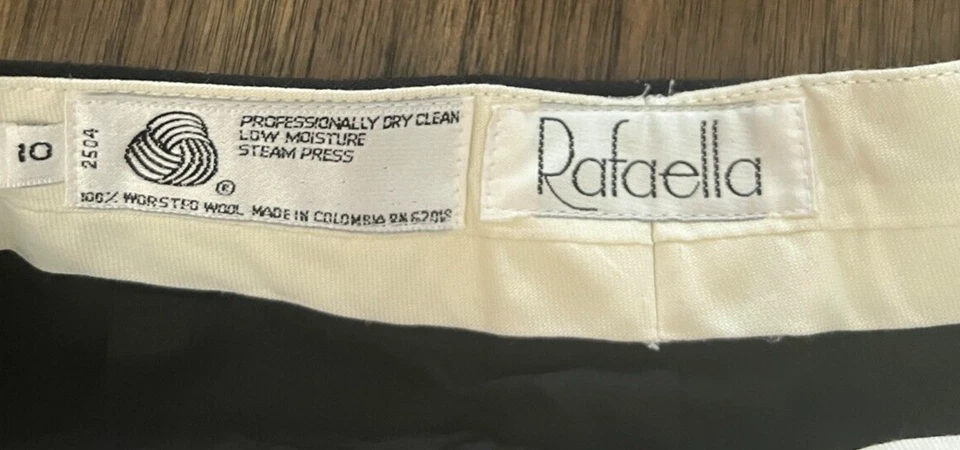 10
2504
PROFESSIONALLY DRY CLEAN
LOW MOISTURE
STEAM PRESS
®
100% WORSTED WOOL MADE IN COLOMBIA RN 62018
Rafaella